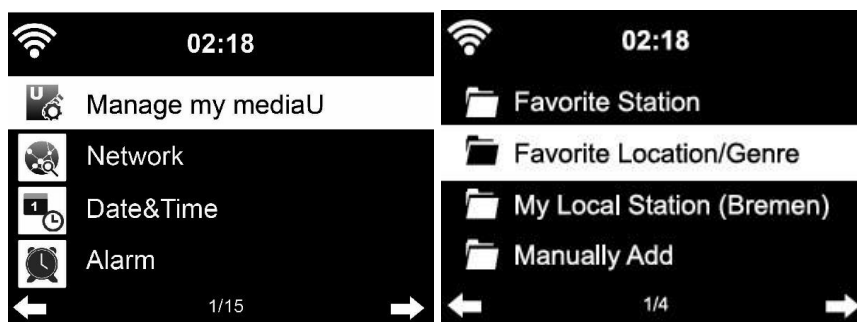 02:18
U
Manage my mediaU
Network
1
Date&Time
Alarm
1/15
02:18
Favorite Station
Favorite Location/Genre
My Local Station (Bremen)
Manually Add
1/4